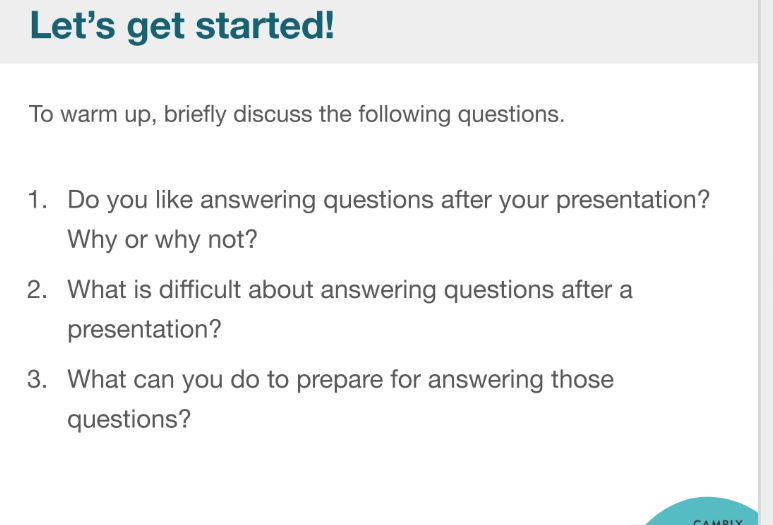 Let's get started!
To warm up, briefly discuss the following questions.
1. Do you like answering questions after your presentation?
Why or why not?
2. What is difficult about answering questions after a
presentation?
3. What can you do to prepare for answering those
questions?
CAMBLY